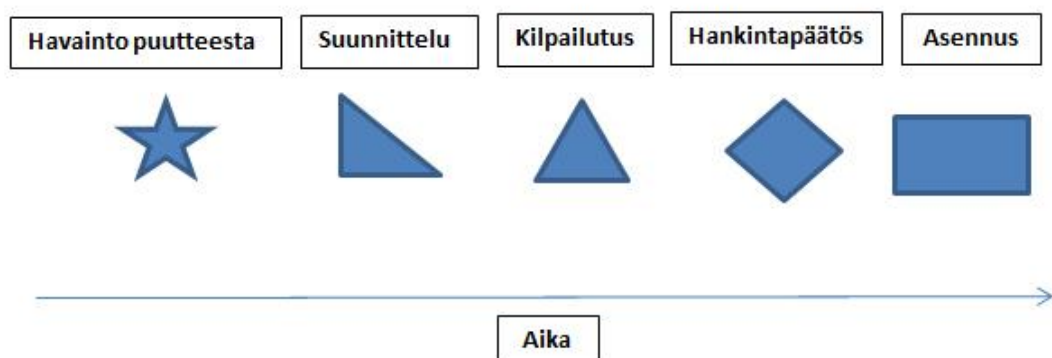 Havainto puutteesta
Suunnittelu
Kilpailutus
Hankintapäätös
Asennus
Aika